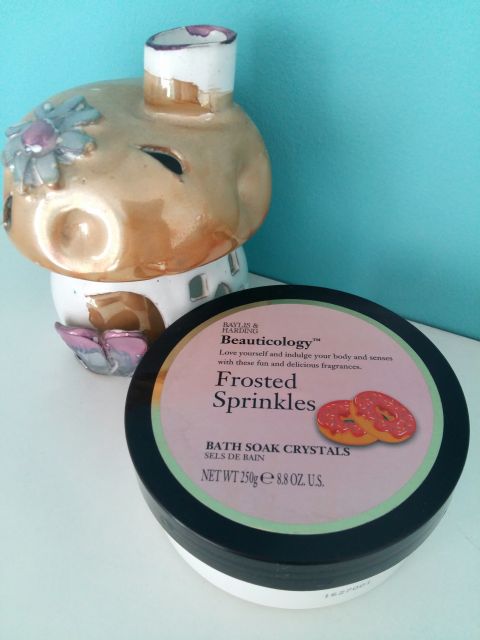 BAYLIS &
HARDING
Beauticology™
Love yourself and indulge your body and senses
with these fun and delicious fragrances.
Frosted
Sprinkles
BATH SOAK CRYSTALS
SELS DE BAIN
NET WT 250g ℮ 8.8 OZ. U.S.